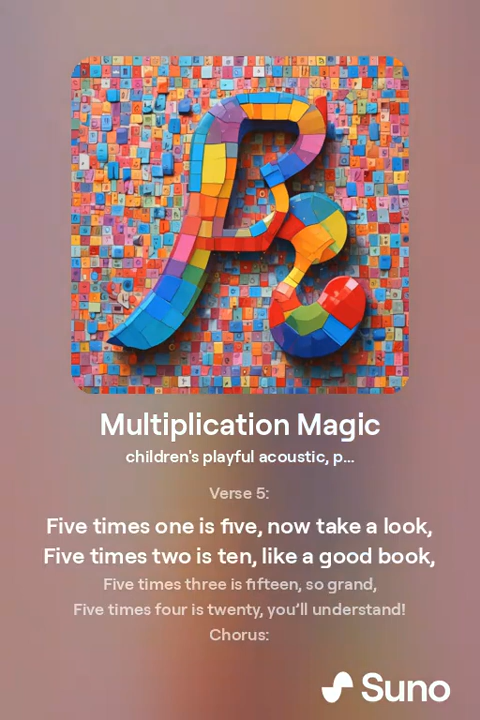 Multiplication Magic
children's playful acoustic, p...
Verse 5:
Five times one is five, now take a look,
Five times two is ten, like a good book,
Five times three is fifteen, so grand,
Five times four is twenty, you'll understand!
Chorus:
Suno